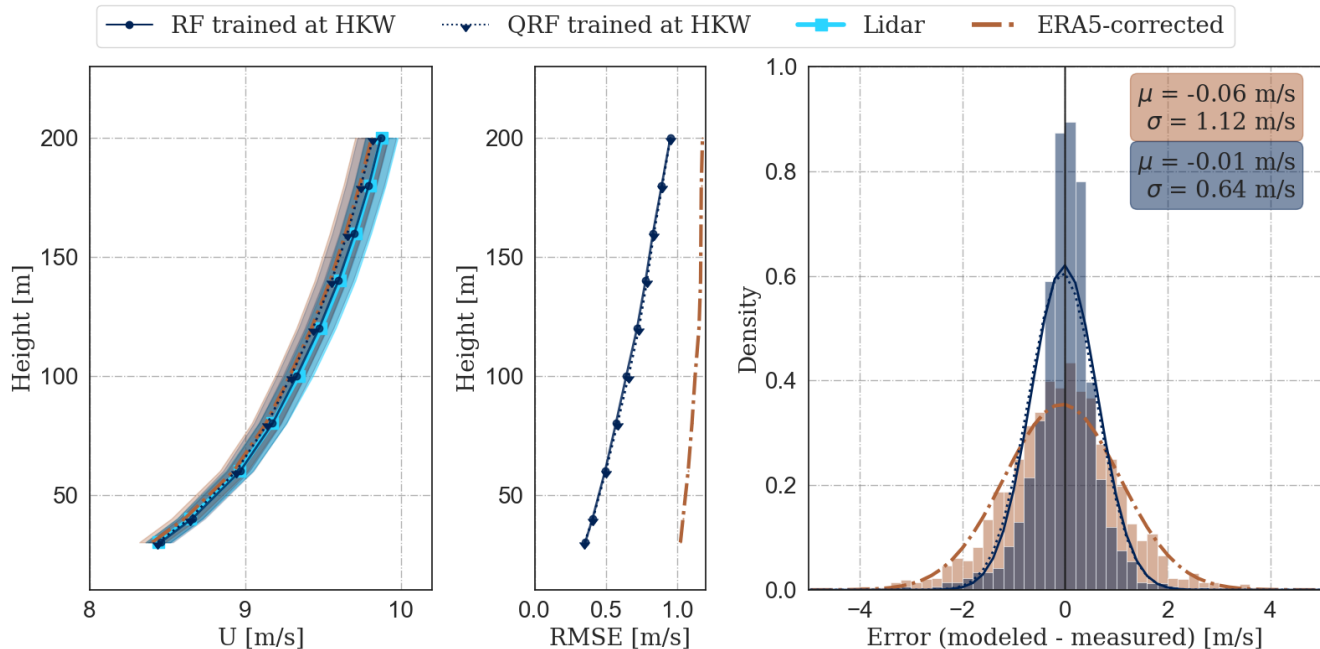 RF trained at HKW
QRF trained at HKW
Lidar
ERA5-corrected
Height [m]
200
150
100
50
8
9
10
U [m/s]
Height [m]
200
150
100
50
0.0
0.5
1.0
RMSE [m/s]
Density
1.0
0.8
0.6
0.4
0.2
0.0
−4
−2
0
2
4
Error (modeled - measured) [m/s]
μ = -0.06 m/s
σ = 1.12 m/s
μ = -0.01 m/s
σ = 0.64 m/s